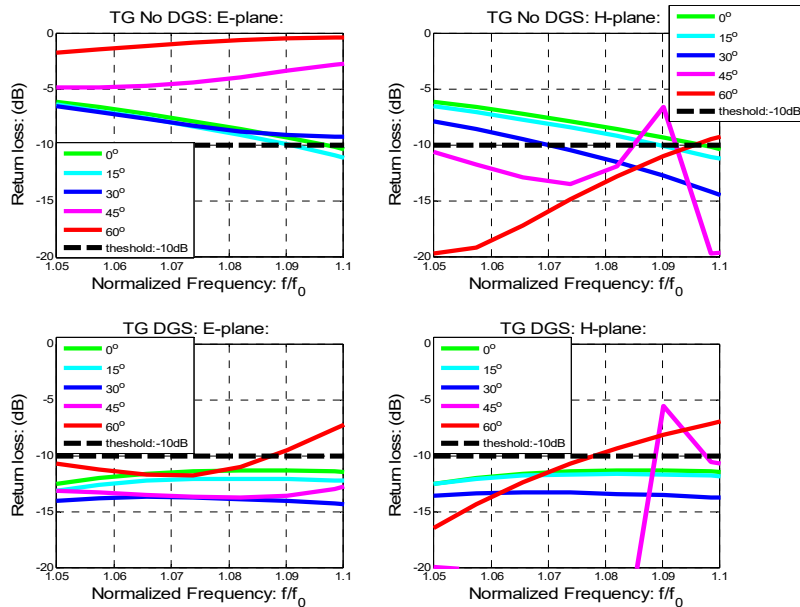 TG No DGS: E-plane:
0
-5
-10
-15
-20
Return loss: (dB)
0°
15°
30°
45°
60°
theshold:-10dB
1.05 1.06 1.07 1.08 1.09 1.1
Normalized Frequency: f/f0
TG No DGS: H-plane:
0
-5
-10
-15
-20
Return loss: (dB)
0°
15°
30°
45°
60°
theshold:-10dB
1.05 1.06 1.07 1.08 1.09 1.1
Normalized Frequency: f/f0
TG DGS: E-plane:
0
-5
-10
-15
-20
Return loss: (dB)
0°
15°
30°
45°
60°
theshold:-10dB
1.05 1.06 1.07 1.08 1.09 1.1
Normalized Frequency: f/f0
TG DGS: H-plane:
0
-5
-10
-15
-20
Return loss: (dB)
0°
15°
30°
45°
60°
theshold:-10dB
1.05 1.06 1.07 1.08 1.09 1.1
Normalized Frequency: f/f0